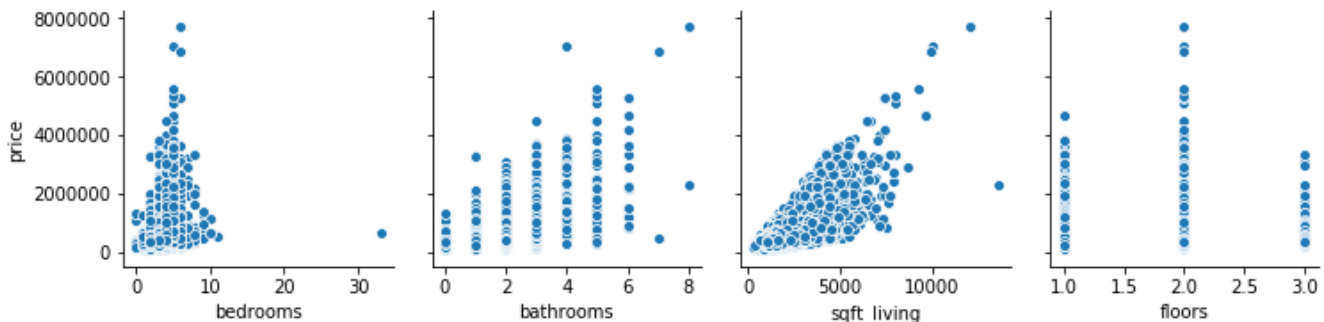 8000000
6000000
4000000
2000000
0
price
0 10 20 30
bedrooms
0 2 4 6 8
bathrooms
0 5000 10000
sqft_living
1.0 1.5 2.0 2.5 3.0
floors